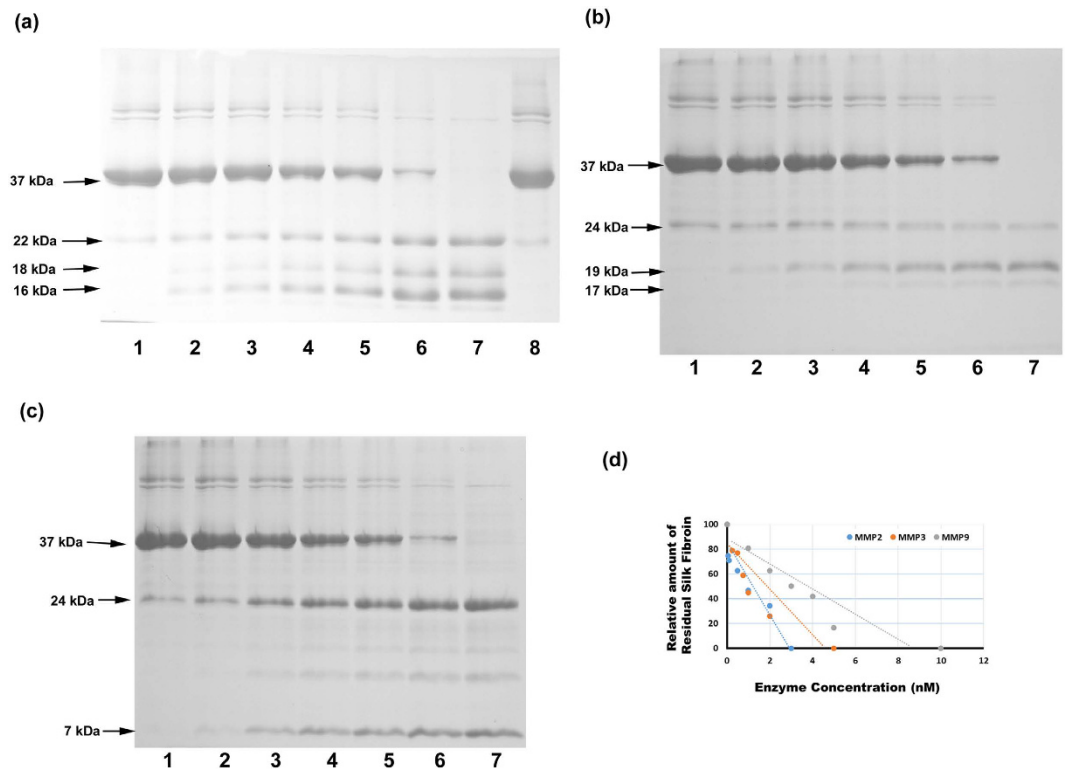 (a)
37 kDa
22 kDa
18 kDa
16 kDa
1 2 3 4 5 6 7 8
(b)
37 kDa
24 kDa
19 kDa
17 kDa
1 2 3 4 5 6 7
(c)
37 kDa
24 kDa
7 kDa
1 2 3 4 5 6 7
(d)
Relative amount of
Residual Silk Fibroin
100
80
60
40
20
0
MMP2 MMP3 MMP9
0 2 4 6 8 10 12
Enzyme Concentration (nM)